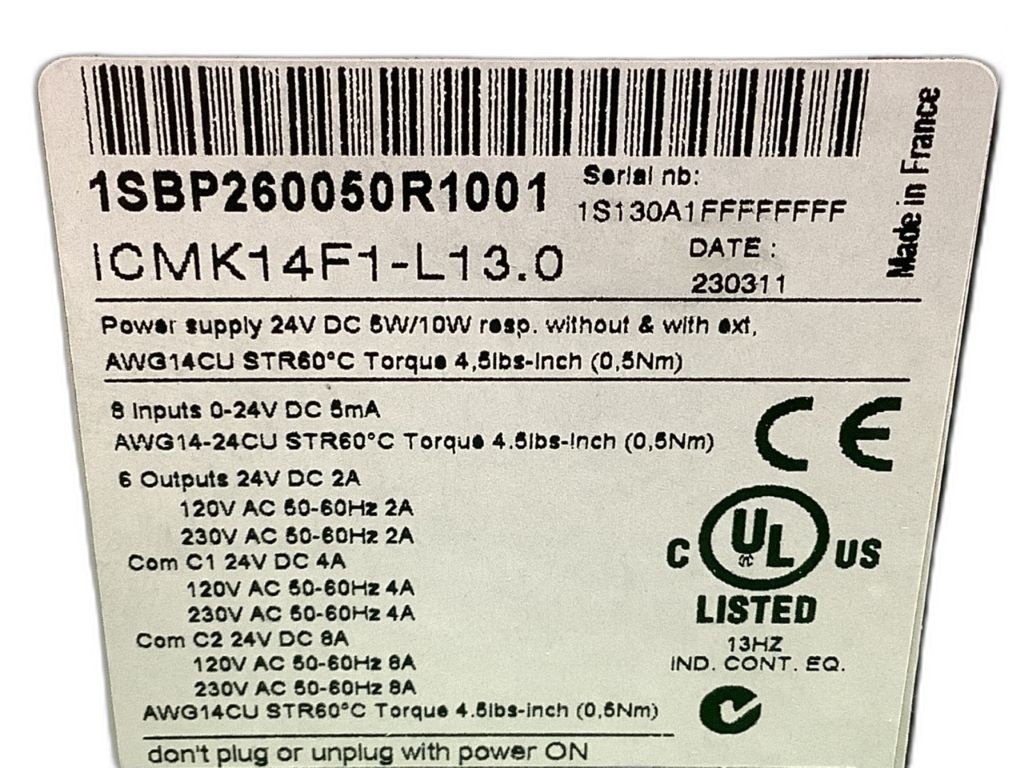 1SBP260050R1001
Serial nb:
1S130A1FFFFFFFF
ICMK14F1-L13.0
DATE :
230311
Made in France
Power supply 24V DC 5W/10W resp. without & with ext,
AWG14CU STR60°C Torque 4,5lbs-inch (0,5Nm)
8 Inputs 0-24V DC 5mA
AWG14-24CU STR60°C Torque 4.5lbs-inch (0,5Nm)
6 Outputs 24V DC 2A
120V AC 50-60Hz 2A
230V AC 50-60Hz 2A
Com C1 24V DC 4A
120V AC 50-60Hz 4A
230V AC 50-60Hz 4A
Com C2 24V DC 8A
120V AC 50-60Hz 8A
230V AC 50-60Hz 8A
AWG14CU STR60°C Torque 4.5lbs-inch (0,5Nm)
don't plug or unplug with power ON
CE
C UL US
LISTED
13HZ
IND. CONT. EQ.